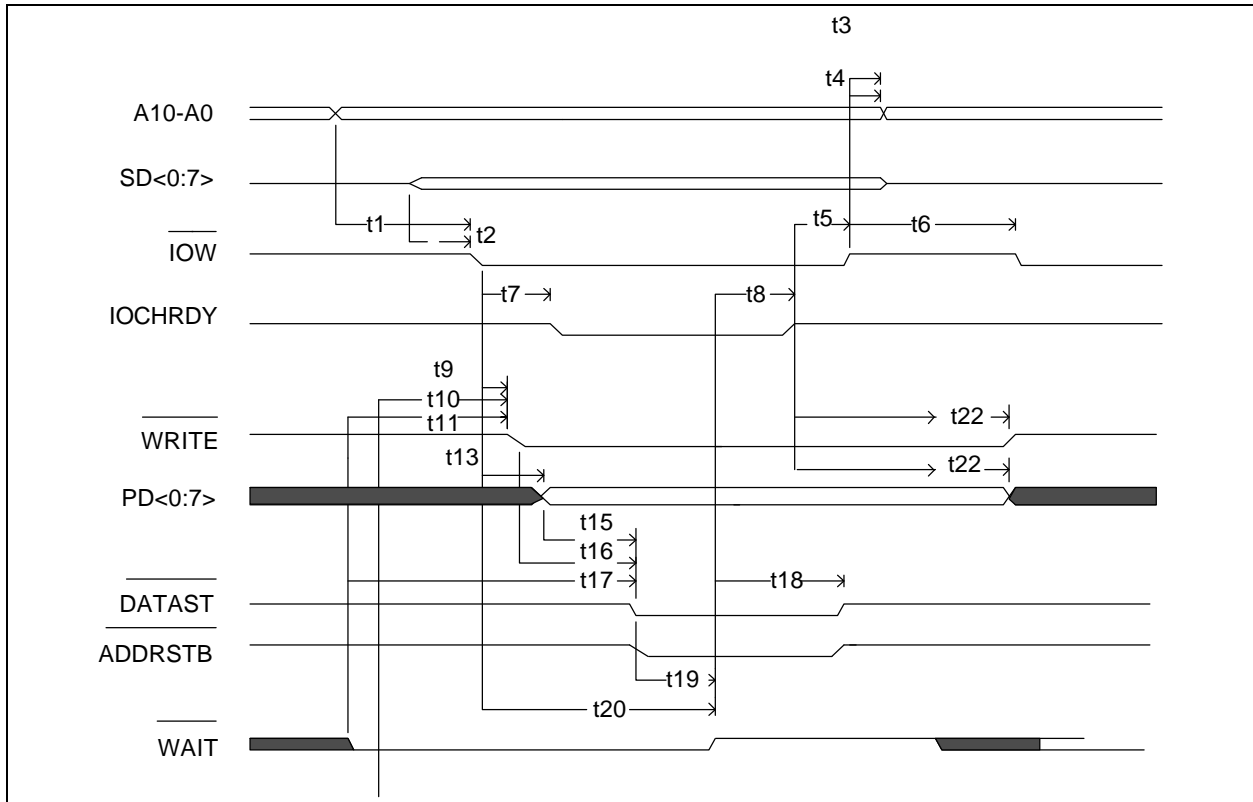 t3
t4
A10-A0
SD<0:7>
t1
t2
t5
t6
IOW
t7
t8
IOCHRDY
t9
t10
t11
t22
WRITE
t13
t22
PD<0:7>
t15
t16
t17
t18
DATAST
ADDRSTB
t19
t20
WAIT